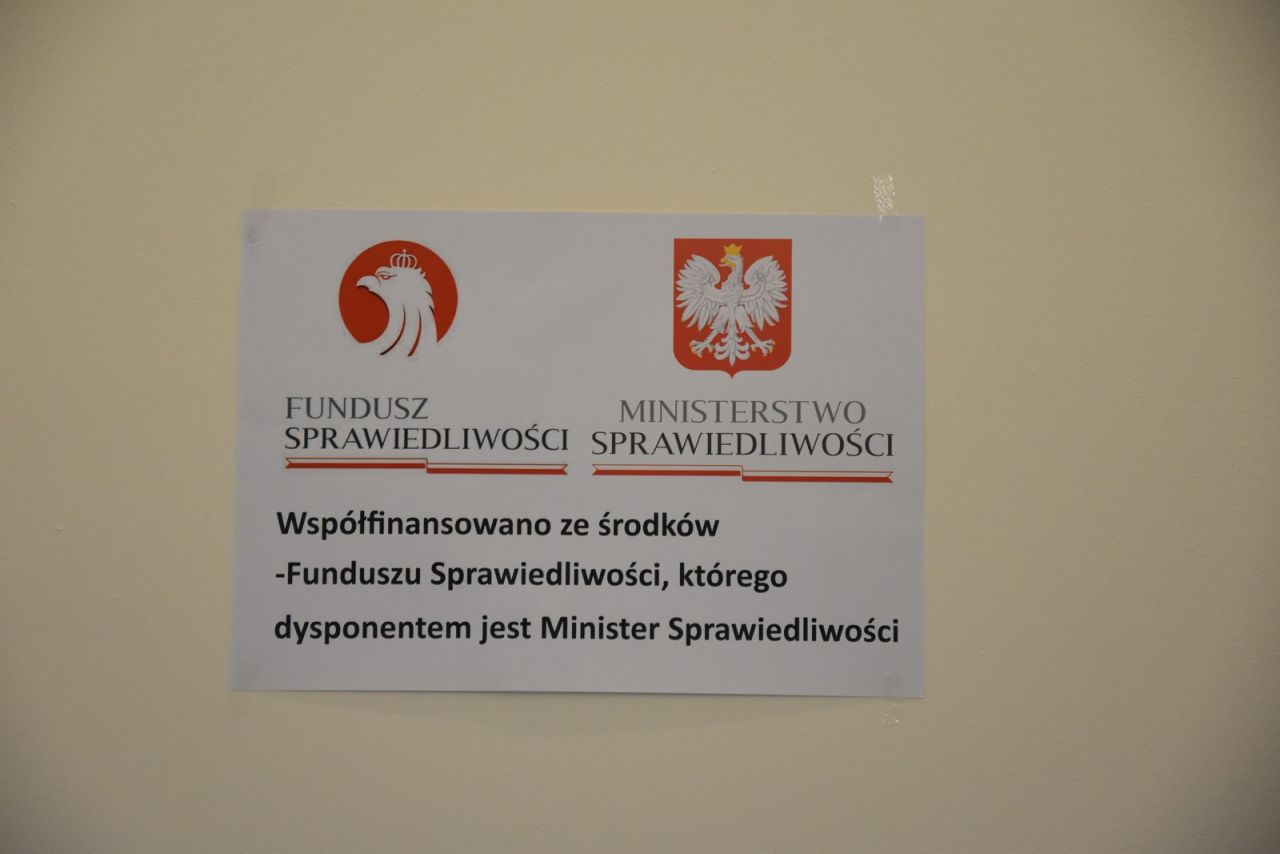 FUNDUSZ
SPRAWIEDLIWOŚCI
MINISTERSTWO
SPRAWIEDLIWOŚCI
Współfinansowano ze środków
-Funduszu Sprawiedliwości, którego
dysponentem jest Minister Sprawiedliwości